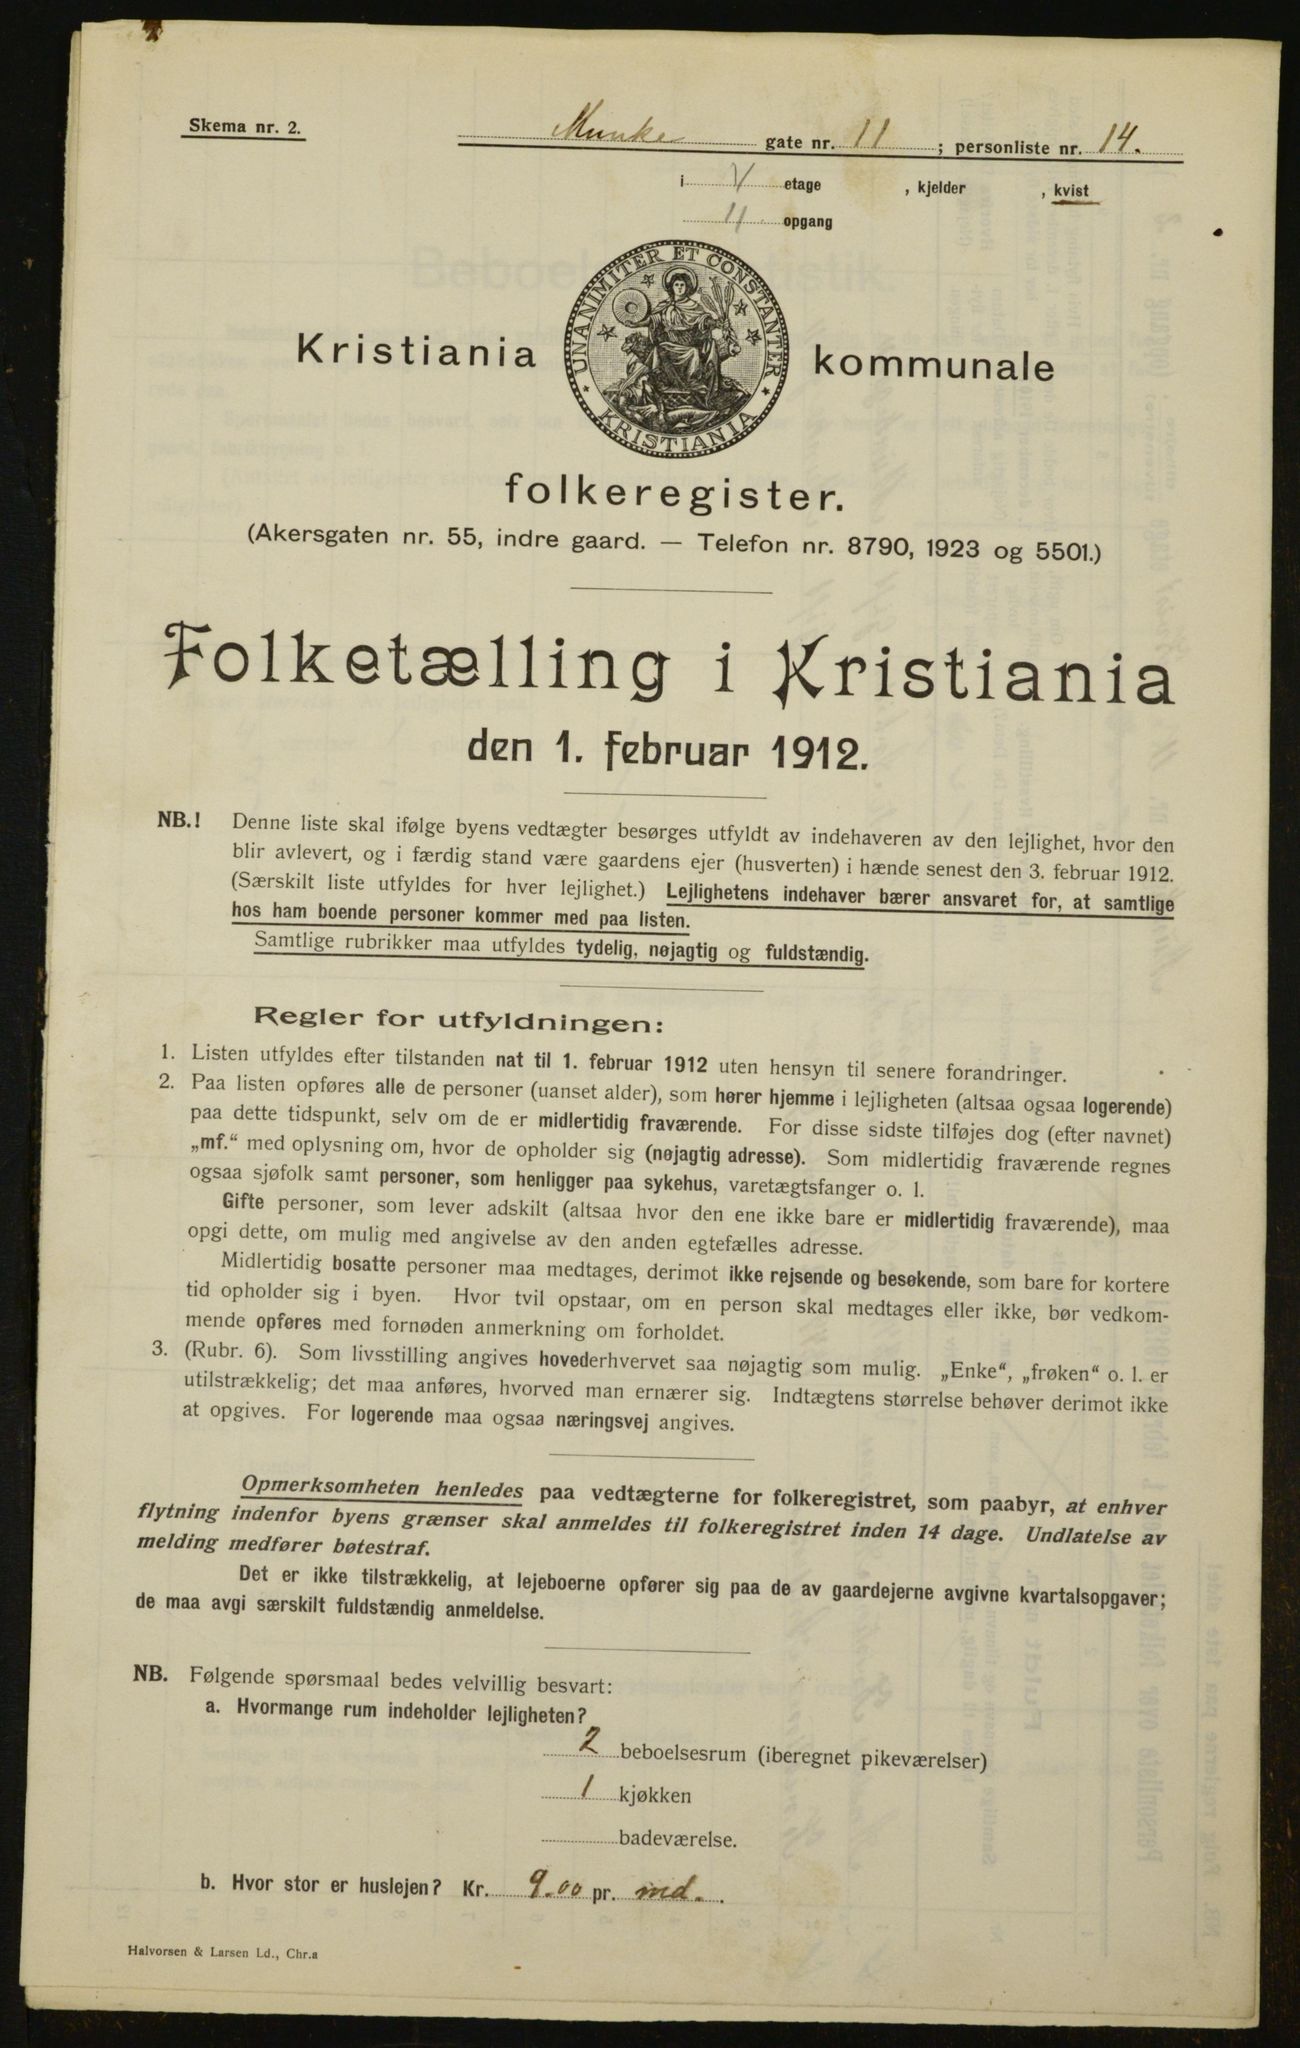 Skema nr. 2.
Munke gate nr. 11 ; personliste nr. 14.
i V etage , kjelder , kvist
II opgang
UNANIMITER ET CONSTANTER
KRISTIANIA
Kristiania kommunale
folkeregister.
(Akersgaten nr. 55, indre gaard. — Telefon nr. 8790, 1923 og 5501.)
Folketælling i Kristiania
den 1. februar 1912.
NB.! Denne liste skal ifølge byens vedtægter besørges utfyldt av indehaveren av den lejlighet, hvor den
blir avlevert, og i færdig stand være gaardens ejer (husverten) i hænde senest den 3. februar 1912.
(Særskilt liste utfyldes for hver lejlighet.) Lejlighetens indehaver bærer ansvaret for, at samtlige
hos ham boende personer kommer med paa listen.
Samtlige rubrikker maa utfyldes tydelig, nøjagtig og fuldstændig.
Regler for utfyldningen:
1. Listen utfyldes efter tilstanden nat til 1. februar 1912 uten hensyn til senere forandringer.
2. Paa listen opføres alle de personer (uanset alder), som hører hjemme i lejligheten (altsaa ogsaa logerende)
paa dette tidspunkt, selv om de er midlertidig fraværende. For disse sidste tilføjes dog (efter navnet)
„mf.“ med oplysning om, hvor de opholder sig (nøjagtig adresse). Som midlertidig fraværende regnes
ogsaa sjøfolk samt personer, som henligger paa sykehus, varetægtsfanger o. l.
Gifte personer, som lever adskilt (altsaa hvor den ene ikke bare er midlertidig fraværende), maa
opgi dette, om mulig med angivelse av den anden egtefælles adresse.
Midlertidig bosatte personer maa medtages, derimot ikke rejsende og besøkende, som bare for kortere
tid opholder sig i byen. Hvor tvil opstaar, om en person skal medtages eller ikke, bør vedkom-
mende opføres med fornøden anmerkning om forholdet.
3. (Rubr. 6). Som livsstilling angives hovederhvervet saa nøjagtig som mulig. „Enke“, „frøken“ o. l. er
utilstrækkelig; det maa anføres, hvorved man ernærer sig. Indtægtens størrelse behøver derimot ikke
at opgives. For logerende maa ogsaa næringsvej angives.
Opmerksomheten henledes paa vedtægterne for folkeregistret, som paabyr, at enhver
flytning indenfor byens grænser skal anmeldes til folkeregistret inden 14 dage. Undlatelse av
melding medfører bøtestraf.
Det er ikke tilstrækkelig, at lejeboerne opfører sig paa de av gaardejerne avgivne kvartalsopgaver;
de maa avgi særskilt fuldstændig anmeldelse.
NB. Følgende spørsmaal bedes velvillig besvart:
a. Hvormange rum indeholder lejligheten?
2 beboelsesrum (iberegnet pikeværelser)
1 kjøkken
badeværelse.
b. Hvor stor er huslejen? Kr. 9.00 pr. md.
Halvorsen & Larsen Ld., Chr.a